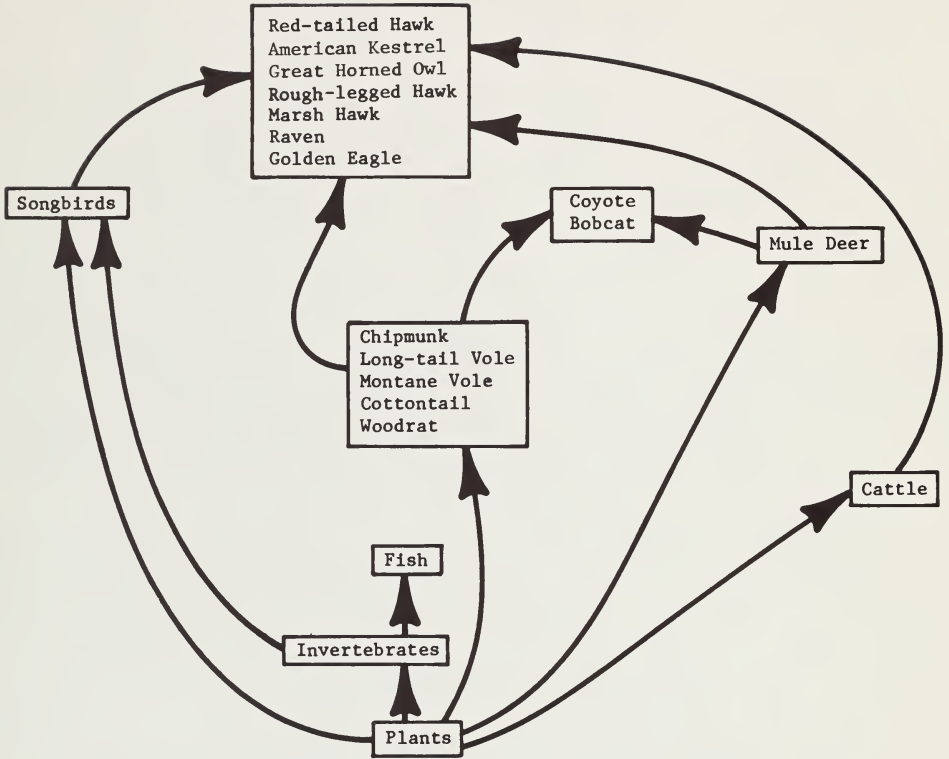 Red-tailed Hawk
American Kestrel
Great Horned Owl
Rough-legged Hawk
Marsh Hawk
Raven
Golden Eagle
Songbirds
Coyote
Bobcat
Mule Deer
Chipmunk
Long-tail Vole
Montane Vole
Cottontail
Woodrat
Cattle
Fish
Invertebrates
Plants